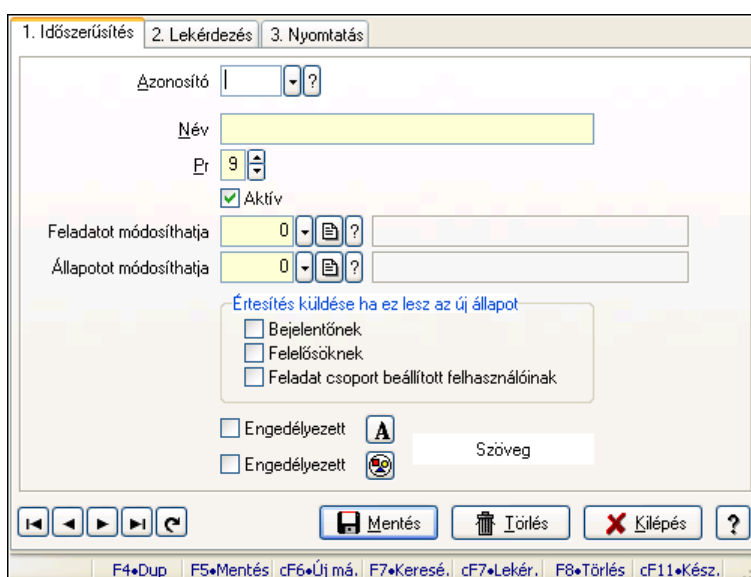 1. Időszerűsítés 2. Lekérdezés 3. Nyomtatás
Azonosító ?
Név
Pr 9
Aktív
Feladatot módosíthatja 0 ?
Állapotot módosíthatja 0 ?
Értesítés küldése ha ez lesz az új állapot
Bejelentőnek
Felelősöknek
Feladat csoport beállított felhasználóinak
Engedélyezett A
Szöveg
Engedélyezett
Mentés Törlés Kilépés ?
F4•Dup F5•Mentés cF6•Új má. F7•Keresé. cF7•Lekér. F8•Törlés cF11•Kész.